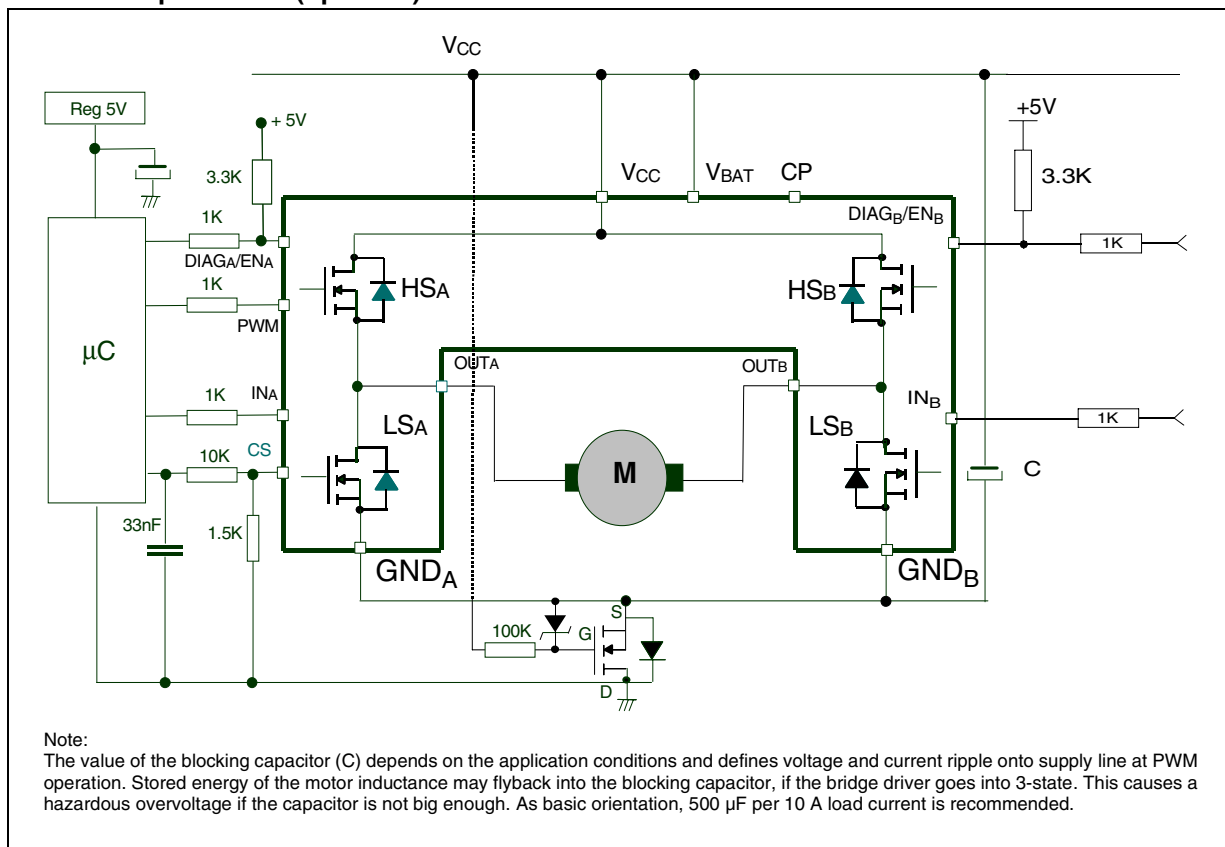 VCC
Reg 5V
+ 5V
+5V
3.3K
VCC
VBAT
CP
3.3K
1K
DIAGB/ENB
1K
DIAGA/ENA
1K
HSA
HSB
PWM
µC
OUTA
OUTB
1K
INA
INB
1K
LSA
LSB
CS
10K
M
C
33nF
1.5K
GNDA
GNDB
S
100K
G
D
Note:
The value of the blocking capacitor (C) depends on the application conditions and defines voltage and current ripple onto supply line at PWM
operation. Stored energy of the motor inductance may flyback into the blocking capacitor, if the bridge driver goes into 3-state. This causes a
hazardous overvoltage if the capacitor is not big enough. As basic orientation, 500 µF per 10 A load current is recommended.